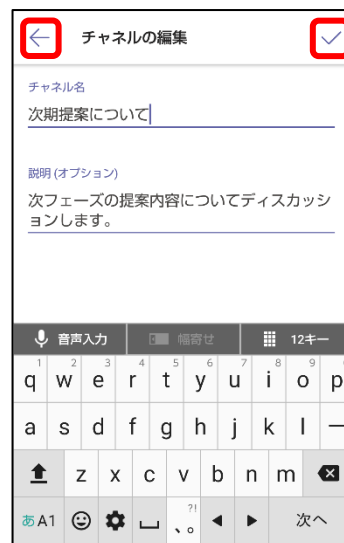 チャネルの編集
チャネル名
次期提案について
説明 (オプション)
次フェーズの提案内容についてディスカッシ
ョンします。
音声入力 幅寄せ 12キー
1 2 3 4 5 6 7 8 9
q w e r t y u i o p
a s d f g h j k l ー
z x c v b n m
あA1 、。 ?! 次へ